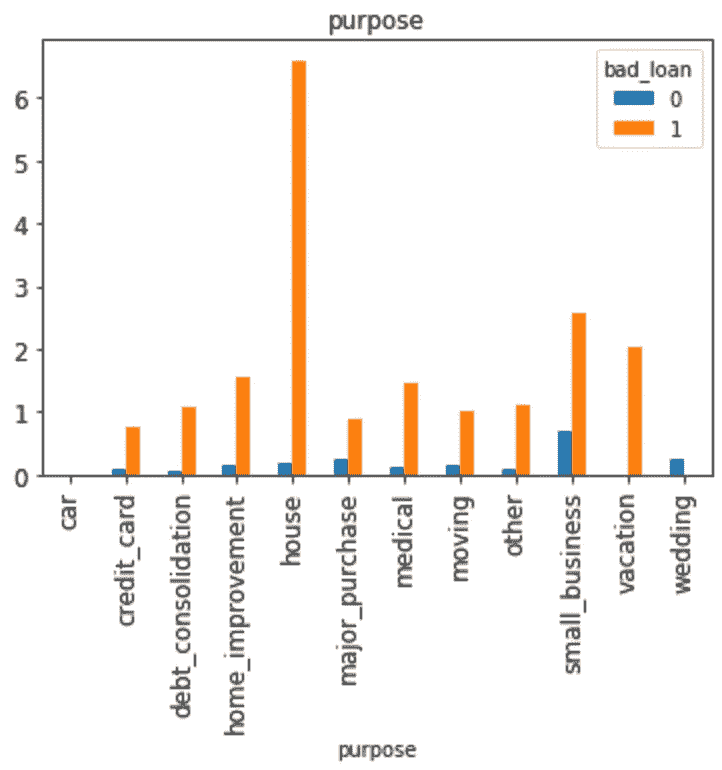 purpose
bad_loan
0
1
6
5
4
3
2
1
0
car
credit_card
debt_consolidation
home_improvement
house
major_purchase
medical
moving
other
small_business
vacation
wedding
purpose